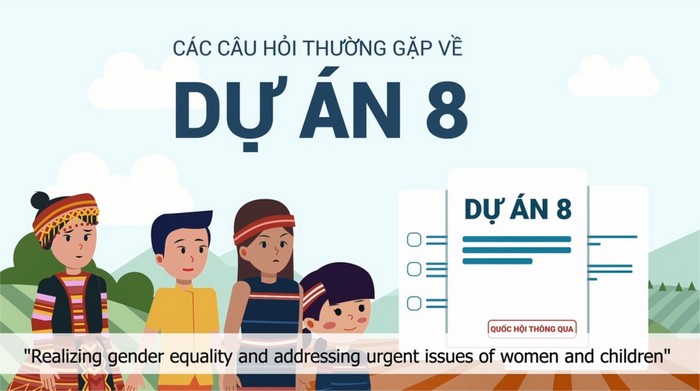 CÁC CÂU HỎI THƯỜNG GẶP VỀ
DỰ ÁN 8
DỰ ÁN 8
QUỐC HỘI THÔNG QUA
"Realizing gender equality and addressing urgent issues of women and children"